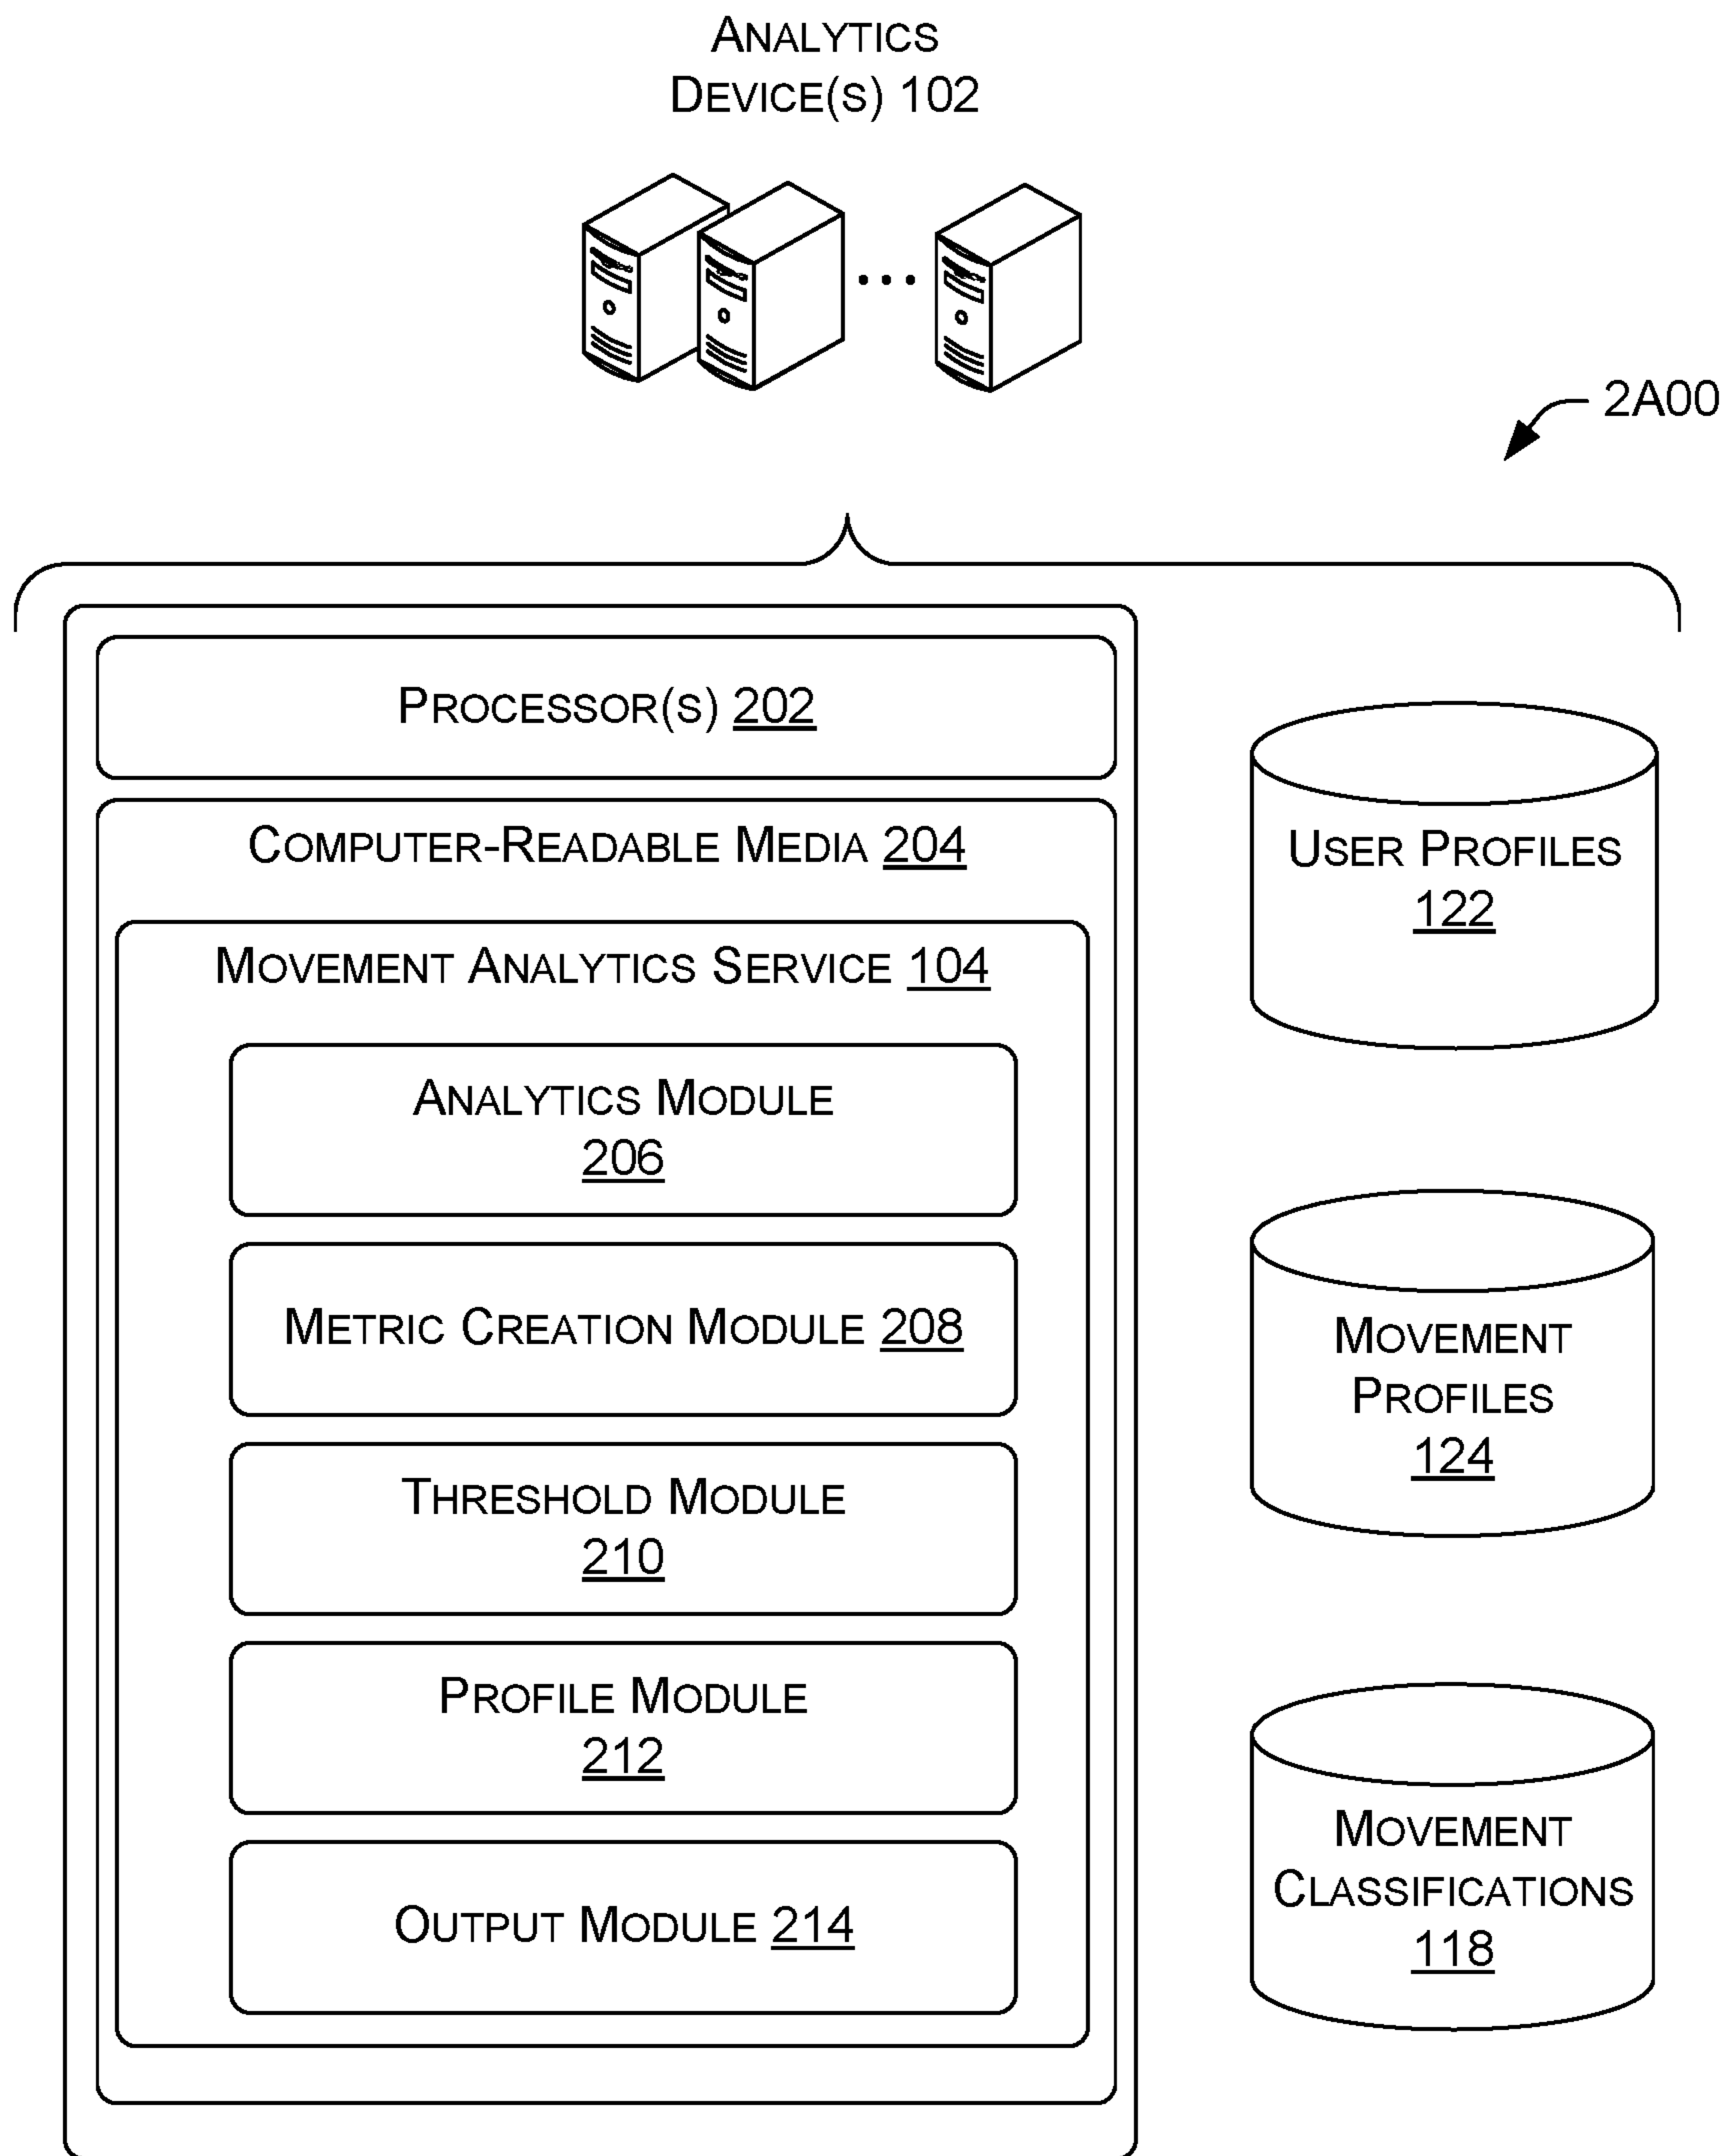 ANALYTICS
DEVICE(S) 102
2A00
PROCESSOR(S) 202
COMPUTER-READABLE MEDIA 204
MOVEMENT ANALYTICS SERVICE 104
ANALYTICS MODULE
206
METRIC CREATION MODULE 208
THRESHOLD MODULE
210
PROFILE MODULE
212
OUTPUT MODULE 214
USER PROFILES
122
MOVEMENT
PROFILES
124
MOVEMENT
CLASSIFICATIONS
118